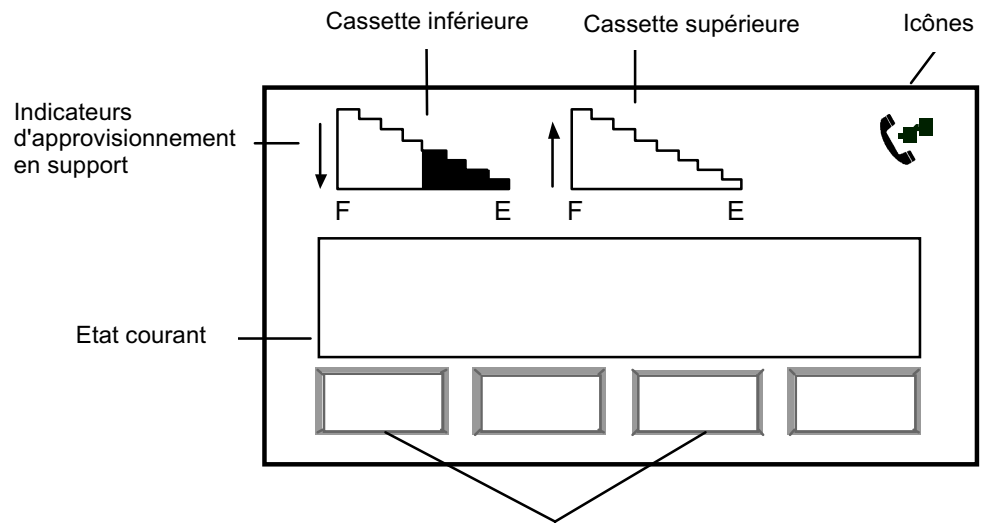 Cassette inférieure
Cassette supérieure
Icônes
Indicateurs
d'approvisionnement
en support
F
E
F
E
Etat courant